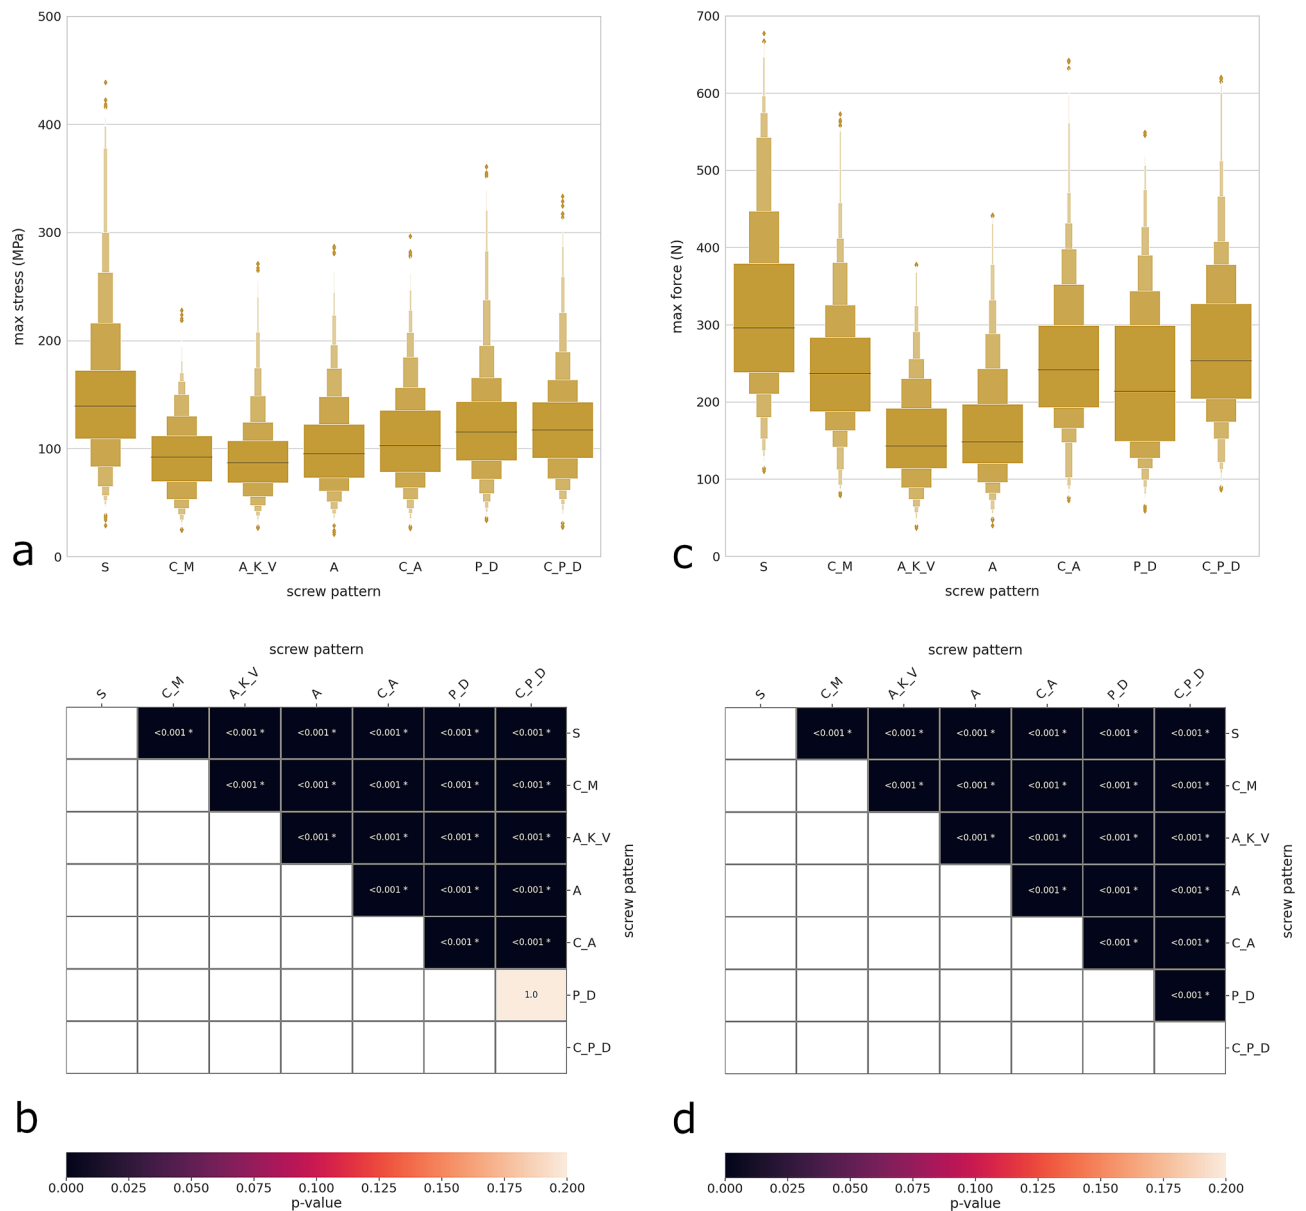 500
400
300
200
100
0
max stress (MPa)
S C_M A_K_V A C_A P_D C_P_D
screw pattern
a
700
600
500
400
300
200
100
0
max force (N)
S C_M A_K_V A C_A P_D C_P_D
screw pattern
c
screw pattern
S C_M A_K_V A C_A P_D C_P_D
<0.001 * <0.001 * <0.001 * <0.001 * <0.001 * <0.001 * S
<0.001 * <0.001 * <0.001 * <0.001 * <0.001 * C_M
<0.001 * <0.001 * <0.001 * <0.001 * A_K_V
<0.001 * <0.001 * <0.001 * A
<0.001 * <0.001 * C_A
1.0 P_D
C_P_D
screw pattern
b
0.000 0.025 0.050 0.075 0.100 0.125 0.150 0.175 0.200
p-value
screw pattern
S C_M A_K_V A C_A P_D C_P_D
<0.001 * <0.001 * <0.001 * <0.001 * <0.001 * <0.001 * S
<0.001 * <0.001 * <0.001 * <0.001 * <0.001 * C_M
<0.001 * <0.001 * <0.001 * <0.001 * A_K_V
<0.001 * <0.001 * <0.001 * A
<0.001 * <0.001 * C_A
<0.001 * P_D
C_P_D
screw pattern
d
0.000 0.025 0.050 0.075 0.100 0.125 0.150 0.175 0.200
p-value